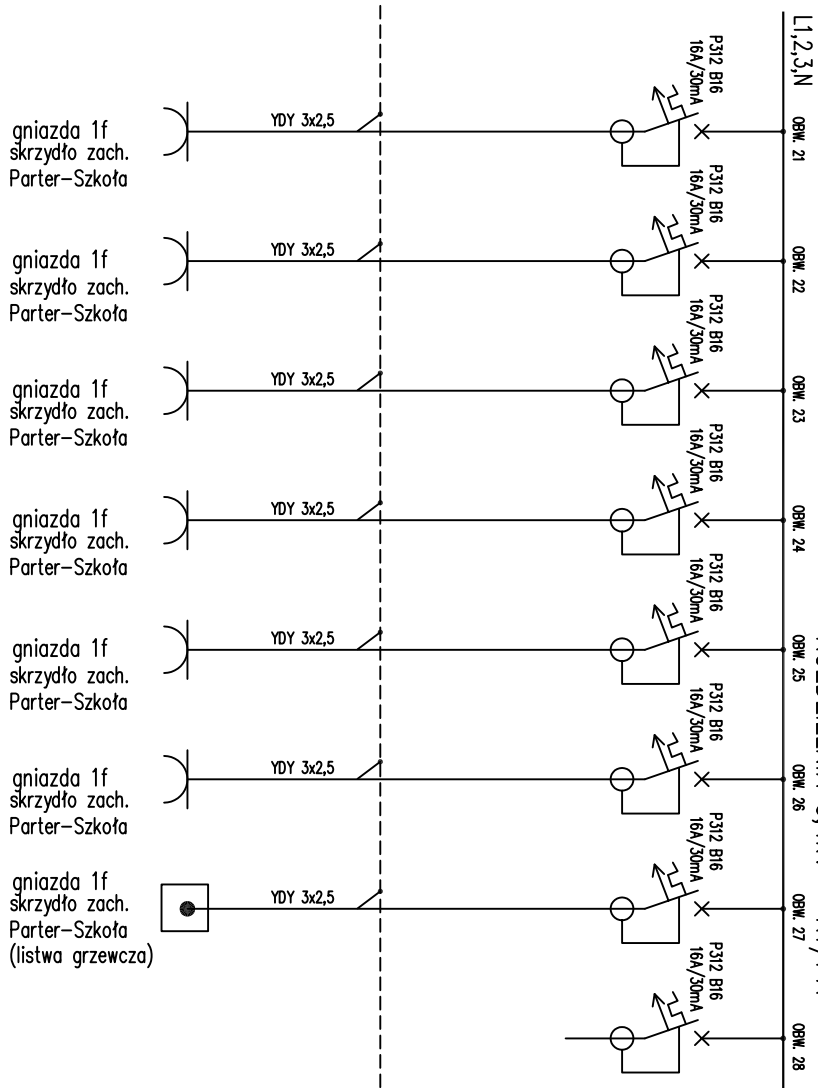 L1,2,3,N
gniazda 1f
skrzydło zach.
Parter-Szkoła
YDY 3x2,5
P312 B16
16A/30mA
OBW. 21
gniazda 1f
skrzydło zach.
Parter-Szkoła
YDY 3x2,5
P312 B16
16A/30mA
OBW. 22
gniazda 1f
skrzydło zach.
Parter-Szkoła
YDY 3x2,5
P312 B16
16A/30mA
OBW. 23
gniazda 1f
skrzydło zach.
Parter-Szkoła
YDY 3x2,5
P312 B16
16A/30mA
OBW. 24
gniazda 1f
skrzydło zach.
Parter-Szkoła
YDY 3x2,5
P312 B16
16A/30mA
OBW. 25
gniazda 1f
skrzydło zach.
Parter-Szkoła
YDY 3x2,5
P312 B16
16A/30mA
OBW. 26
gniazda 1f
skrzydło zach.
Parter-Szkoła
(listwa grzewcza)
YDY 3x2,5
P312 B16
16A/30mA
OBW. 27
P312 B16
16A/30mA
OBW. 28